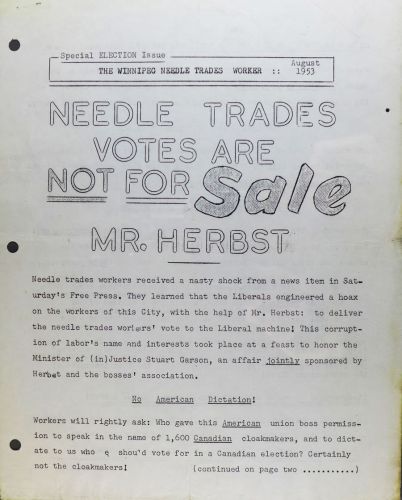 Special ELECTION Issue
August
THE WINNIPEG NEEDLE TRADES WORKER :: 1953
NEEDLE TRADES
VOTES ARE
NOT FOR Sale
MR. HERBST
Needle trades workers received a nasty shock from a news item in Sat-
urday's Free Press. They learned that the Liberals engineered a hoax
on the workers of this City, with the help of Mr. Herbst: to deliver
the needle trades workers' vote to the Liberal machine! This corrupt-
ion of labor's name and interests took place at a feast to honor the
Minister of (in)Justice Stuart Garson, an affair jointly sponsored by
Herbst and the bosses' association.
No American Dictation!
Workers will rightly ask: Who gave this American union boss permis-
sion to speak in the name of 1,600 Canadian cloakmakers, and to dict-
ate to us who we should vote for in a Canadian election? Certainly
not the cloakmakers! (continued on page two ...........)